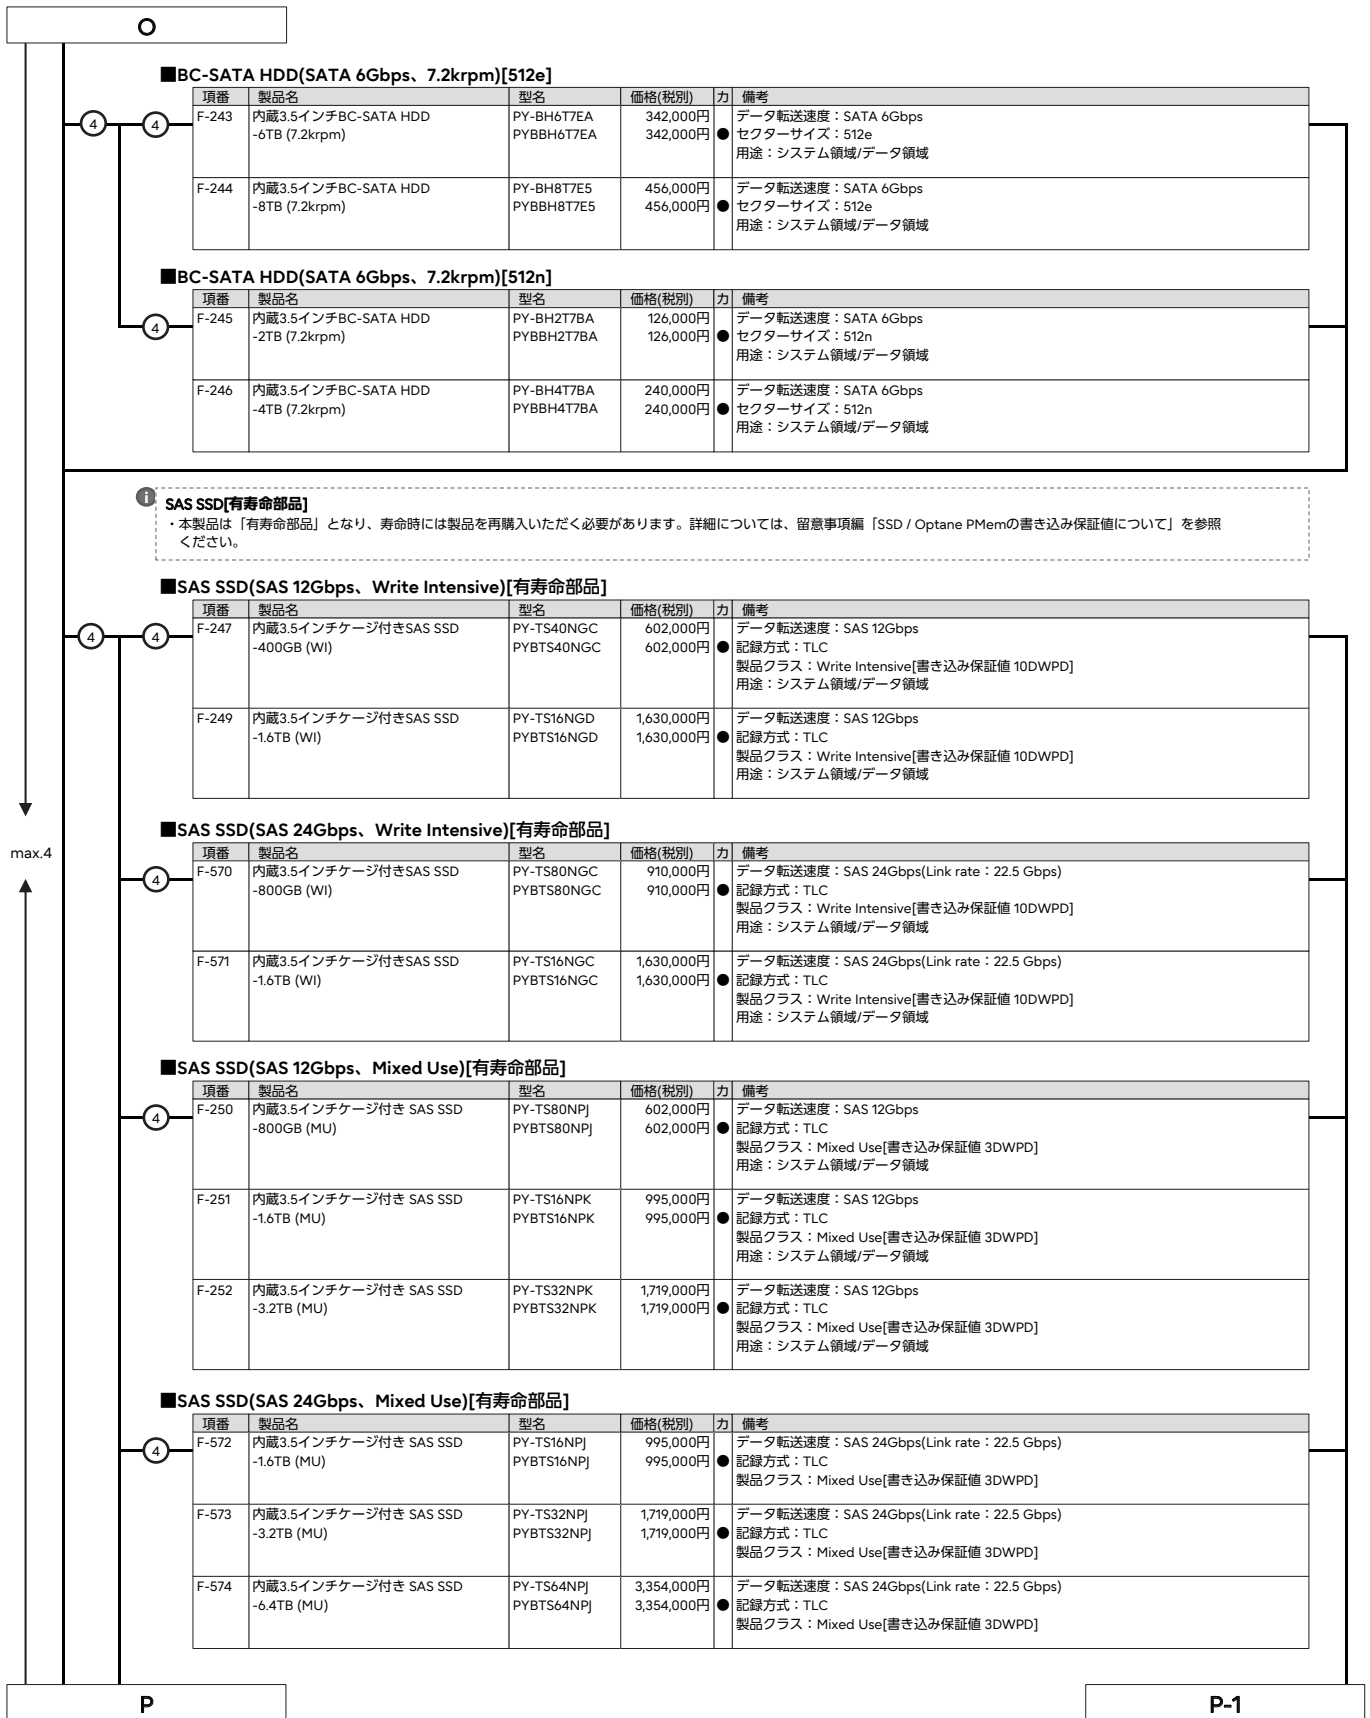 O
■BC-SATA HDD(SATA 6Gbps、7.2krpm)[512e]
項番 製品名 型名 価格(税別) カ 備考
④ ④ F-243 内蔵3.5インチBC-SATA HDD PY-BH6T7EA 342,000円 データ転送速度：SATA 6Gbps
-6TB (7.2krpm) PYBBH6T7EA 342,000円 ● セクターサイズ：512e
用途：システム領域/データ領域
F-244 内蔵3.5インチBC-SATA HDD PY-BH8T7E5 456,000円 データ転送速度：SATA 6Gbps
-8TB (7.2krpm) PYBBH8T7E5 456,000円 ● セクターサイズ：512e
用途：システム領域/データ領域
■BC-SATA HDD(SATA 6Gbps、7.2krpm)[512n]
項番 製品名 型名 価格(税別) カ 備考
④ F-245 内蔵3.5インチBC-SATA HDD PY-BH2T7BA 126,000円 データ転送速度：SATA 6Gbps
-2TB (7.2krpm) PYBBH2T7BA 126,000円 ● セクターサイズ：512n
用途：システム領域/データ領域
F-246 内蔵3.5インチBC-SATA HDD PY-BH4T7BA 240,000円 データ転送速度：SATA 6Gbps
-4TB (7.2krpm) PYBBH4T7BA 240,000円 ● セクターサイズ：512n
用途：システム領域/データ領域
i SAS SSD[有寿命部品]
・本製品は「有寿命部品」となり、寿命時には製品を再購入いただく必要があります。詳細については、留意事項編「SSD / Optane PMemの書き込み保証値について」を参照
ください。
■SAS SSD(SAS 12Gbps、Write Intensive)[有寿命部品]
項番 製品名 型名 価格(税別) カ 備考
④ ④ F-247 内蔵3.5インチケージ付きSAS SSD PY-TS40NGC 602,000円 データ転送速度：SAS 12Gbps
-400GB (WI) PYBTS40NGC 602,000円 ● 記録方式：TLC
製品クラス：Write Intensive[書き込み保証値 10DWPD]
用途：システム領域/データ領域
F-249 内蔵3.5インチケージ付きSAS SSD PY-TS16NGD 1,630,000円 データ転送速度：SAS 12Gbps
-1.6TB (WI) PYBTS16NGD 1,630,000円 ● 記録方式：TLC
製品クラス：Write Intensive[書き込み保証値 10DWPD]
用途：システム領域/データ領域
■SAS SSD(SAS 24Gbps、Write Intensive)[有寿命部品]
max.4
項番 製品名 型名 価格(税別) カ 備考
④ F-570 内蔵3.5インチケージ付きSAS SSD PY-TS80NGC 910,000円 データ転送速度：SAS 24Gbps(Link rate：22.5 Gbps)
-800GB (WI) PYBTS80NGC 910,000円 ● 記録方式：TLC
製品クラス：Write Intensive[書き込み保証値 10DWPD]
用途：システム領域/データ領域
F-571 内蔵3.5インチケージ付きSAS SSD PY-TS16NGC 1,630,000円 データ転送速度：SAS 24Gbps(Link rate：22.5 Gbps)
-1.6TB (WI) PYBTS16NGC 1,630,000円 ● 記録方式：TLC
製品クラス：Write Intensive[書き込み保証値 10DWPD]
用途：システム領域/データ領域
■SAS SSD(SAS 12Gbps、Mixed Use)[有寿命部品]
項番 製品名 型名 価格(税別) カ 備考
④ F-250 内蔵3.5インチケージ付き SAS SSD PY-TS80NPJ 602,000円 データ転送速度：SAS 12Gbps
-800GB (MU) PYBTS80NPJ 602,000円 ● 記録方式：TLC
製品クラス：Mixed Use[書き込み保証値 3DWPD]
用途：システム領域/データ領域
F-251 内蔵3.5インチケージ付き SAS SSD PY-TS16NPK 995,000円 データ転送速度：SAS 12Gbps
-1.6TB (MU) PYBTS16NPK 995,000円 ● 記録方式：TLC
製品クラス：Mixed Use[書き込み保証値 3DWPD]
用途：システム領域/データ領域
F-252 内蔵3.5インチケージ付き SAS SSD PY-TS32NPK 1,719,000円 データ転送速度：SAS 12Gbps
-3.2TB (MU) PYBTS32NPK 1,719,000円 ● 記録方式：TLC
製品クラス：Mixed Use[書き込み保証値 3DWPD]
用途：システム領域/データ領域
■SAS SSD(SAS 24Gbps、Mixed Use)[有寿命部品]
項番 製品名 型名 価格(税別) カ 備考
④ F-572 内蔵3.5インチケージ付き SAS SSD PY-TS16NPJ 995,000円 データ転送速度：SAS 24Gbps(Link rate：22.5 Gbps)
-1.6TB (MU) PYBTS16NPJ 995,000円 ● 記録方式：TLC
製品クラス：Mixed Use[書き込み保証値 3DWPD]
F-573 内蔵3.5インチケージ付き SAS SSD PY-TS32NPJ 1,719,000円 データ転送速度：SAS 24Gbps(Link rate：22.5 Gbps)
-3.2TB (MU) PYBTS32NPJ 1,719,000円 ● 記録方式：TLC
製品クラス：Mixed Use[書き込み保証値 3DWPD]
F-574 内蔵3.5インチケージ付き SAS SSD PY-TS64NPJ 3,354,000円 データ転送速度：SAS 24Gbps(Link rate：22.5 Gbps)
-6.4TB (MU) PYBTS64NPJ 3,354,000円 ● 記録方式：TLC
製品クラス：Mixed Use[書き込み保証値 3DWPD]
P P-1